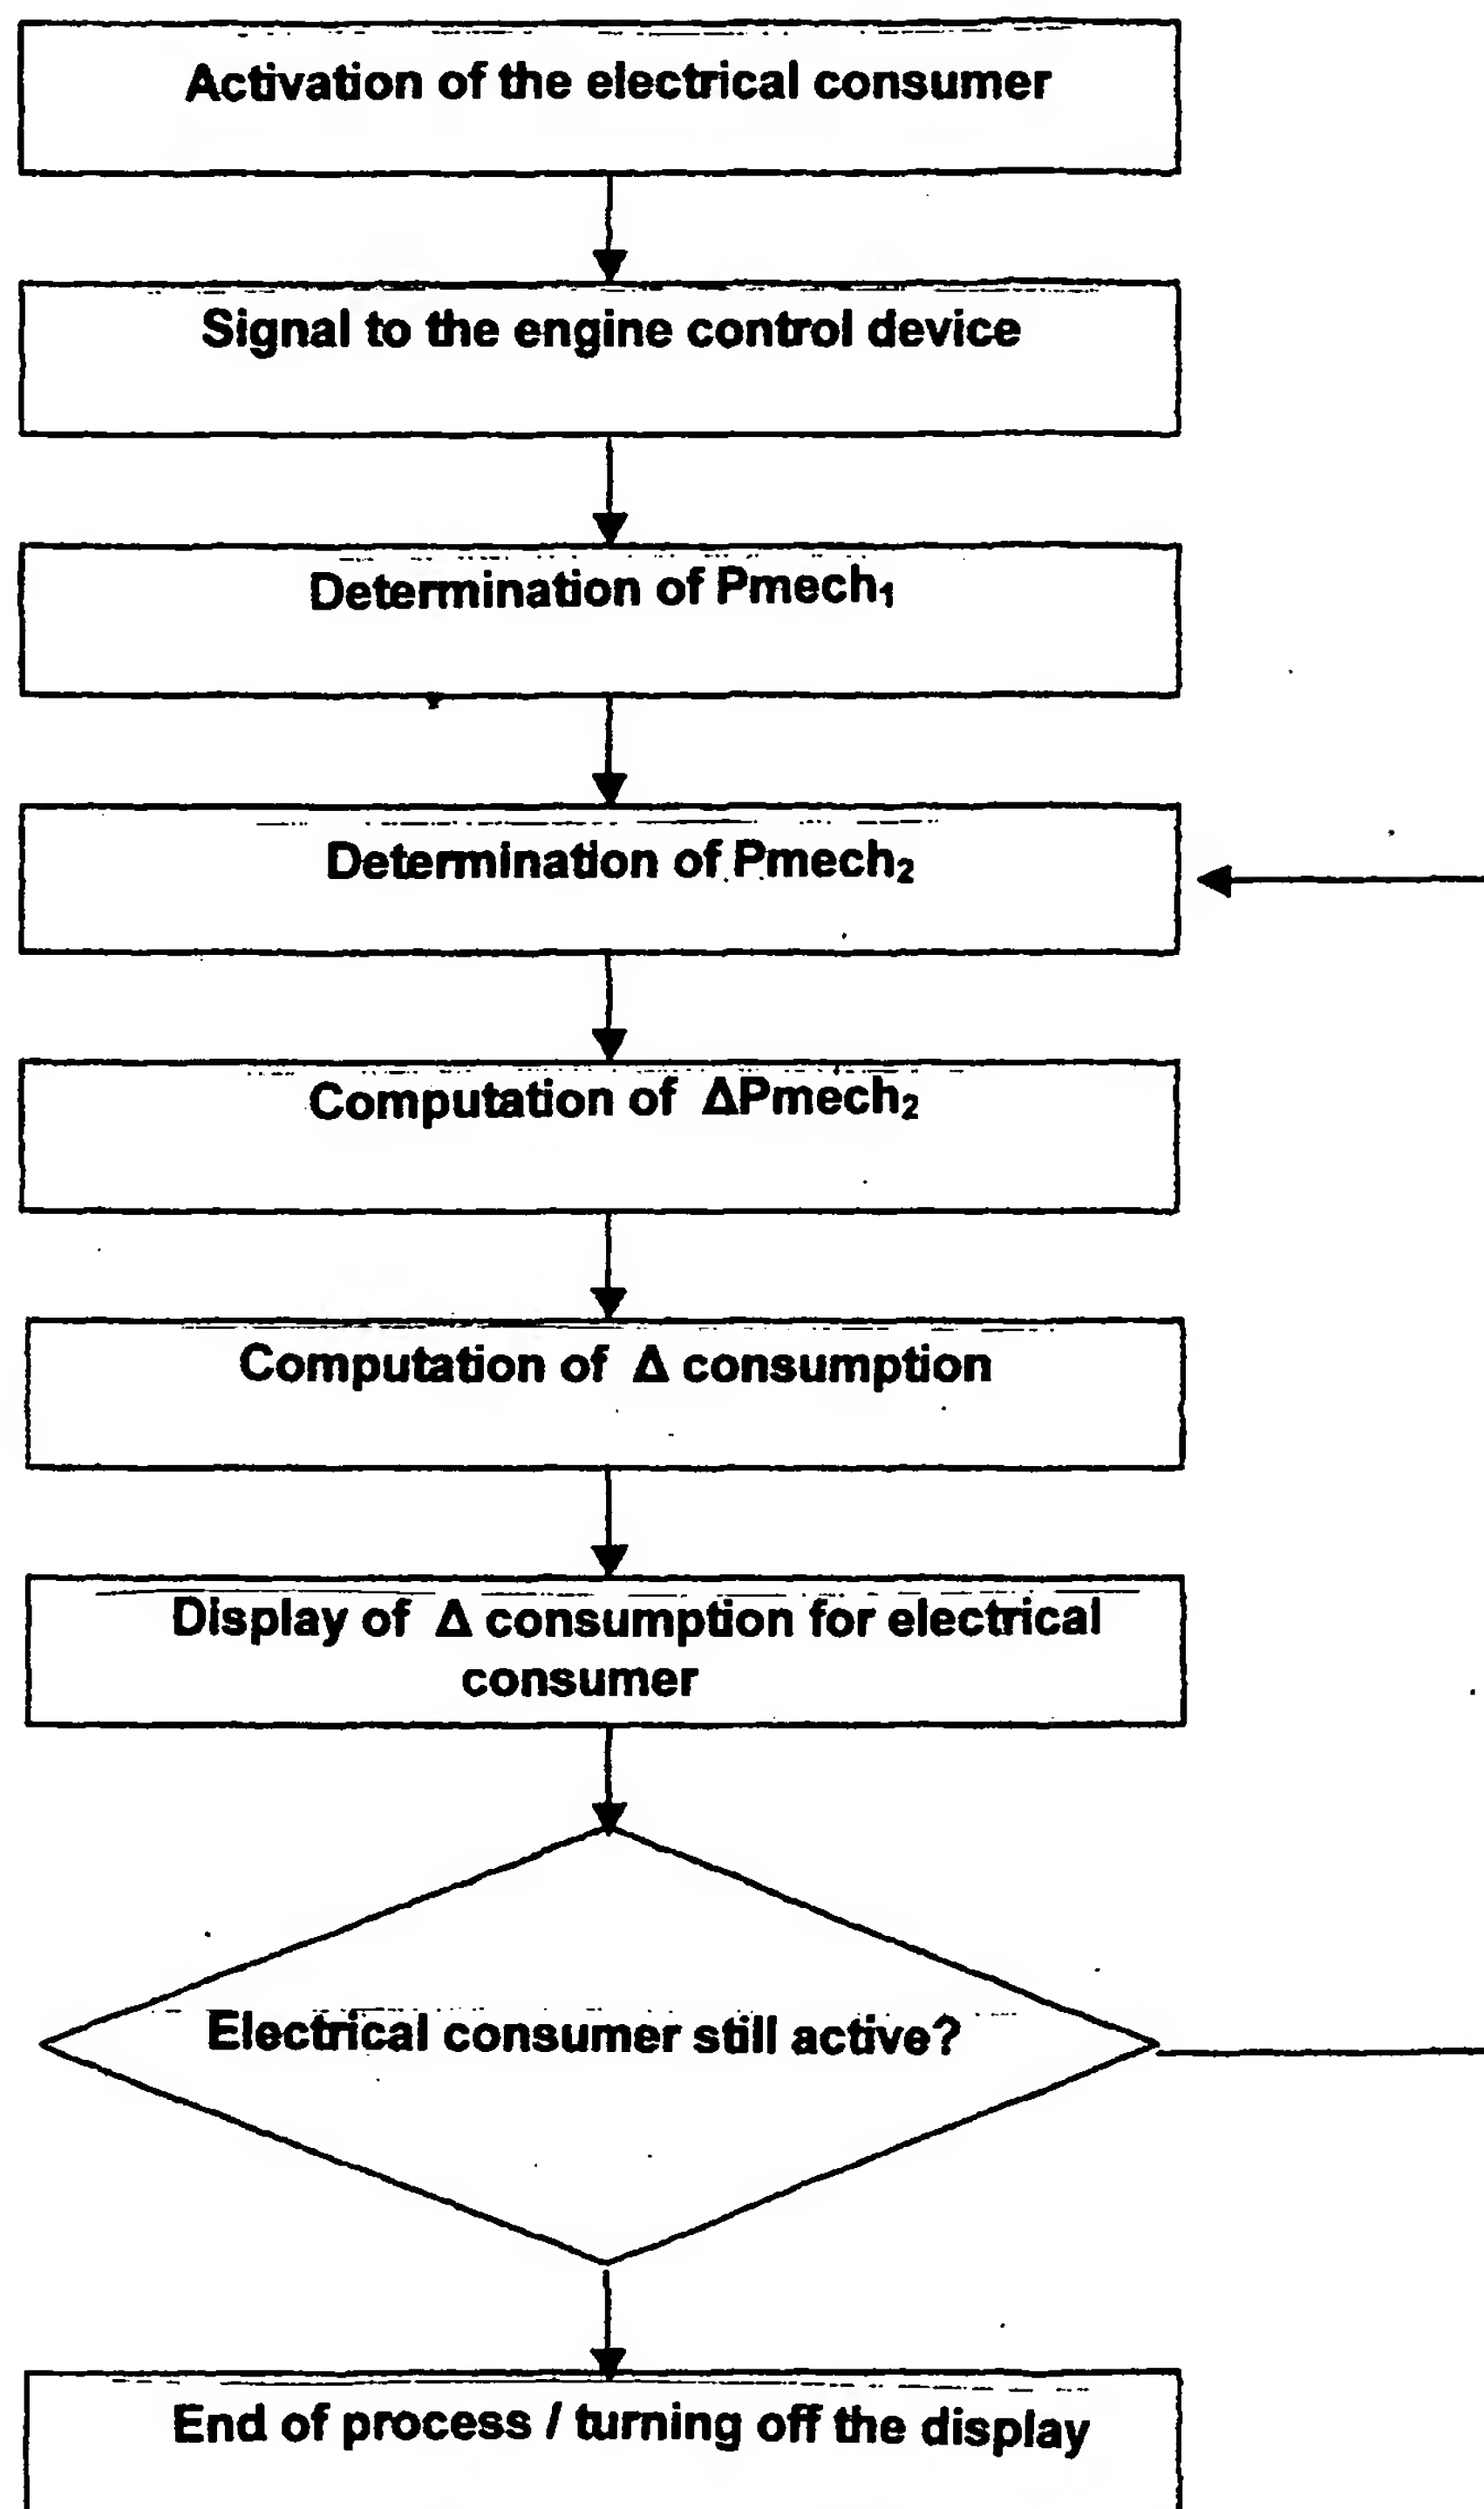 Activation of the electrical consumer
Signal to the engine control device
Determination of Pmech₁
Determination of Pmech₂
Computation of ΔPmech₂
Computation of Δ consumption
Display of Δ consumption for electrical
consumer
Electrical consumer still active?
End of process / turning off the display